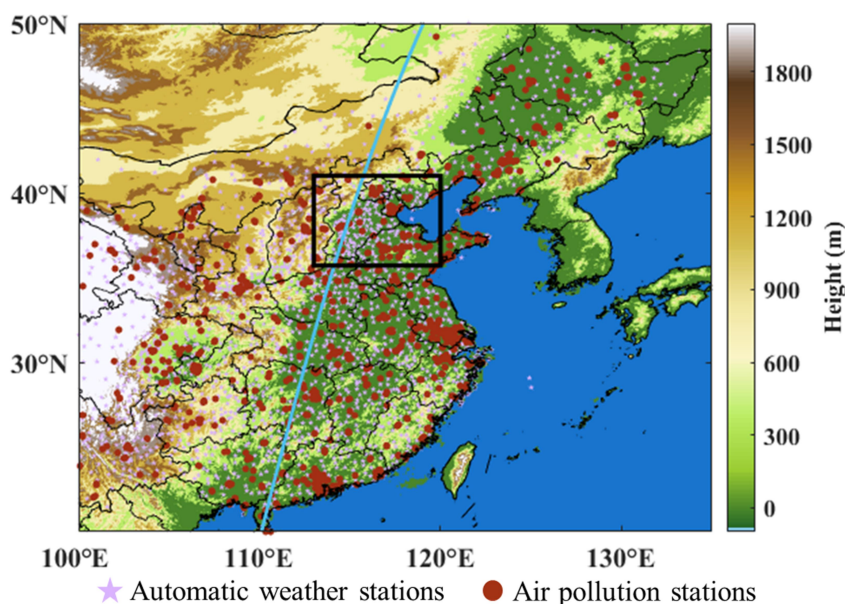 50°N
40°N
30°N
100°E 110°E 120°E 130°E
1800
1500
1200
900
600
300
0
Height (m)
Automatic weather stations Air pollution stations